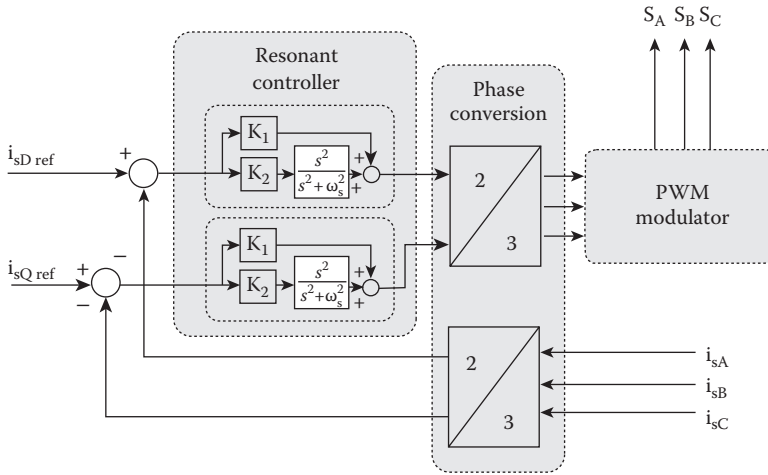 S_A S_B S_C
Resonant
controller
Phase
conversion
i_sD ref
+
K_1
K_2
s^2
s^2 + ω_s^2
+
+
2
3
PWM
modulator
−
i_sQ ref
+
−
K_1
K_2
s^2
s^2+ω_s^2
+
+
2
3
i_sA
i_sB
i_sC